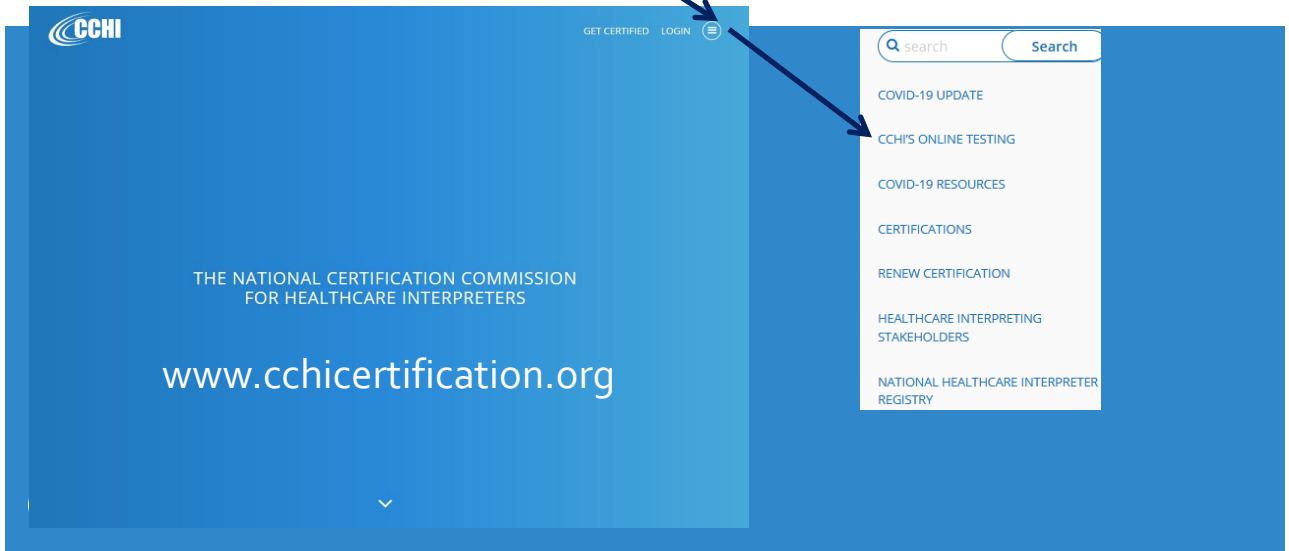 CCHI
GET CERTIFIED LOGIN
THE NATIONAL CERTIFICATION COMMISSION
FOR HEALTHCARE INTERPRETERS
www.cchicertification.org
search Search
COVID-19 UPDATE
CCHI'S ONLINE TESTING
COVID-19 RESOURCES
CERTIFICATIONS
RENEW CERTIFICATION
HEALTHCARE INTERPRETING
STAKEHOLDERS
NATIONAL HEALTHCARE INTERPRETER
REGISTRY